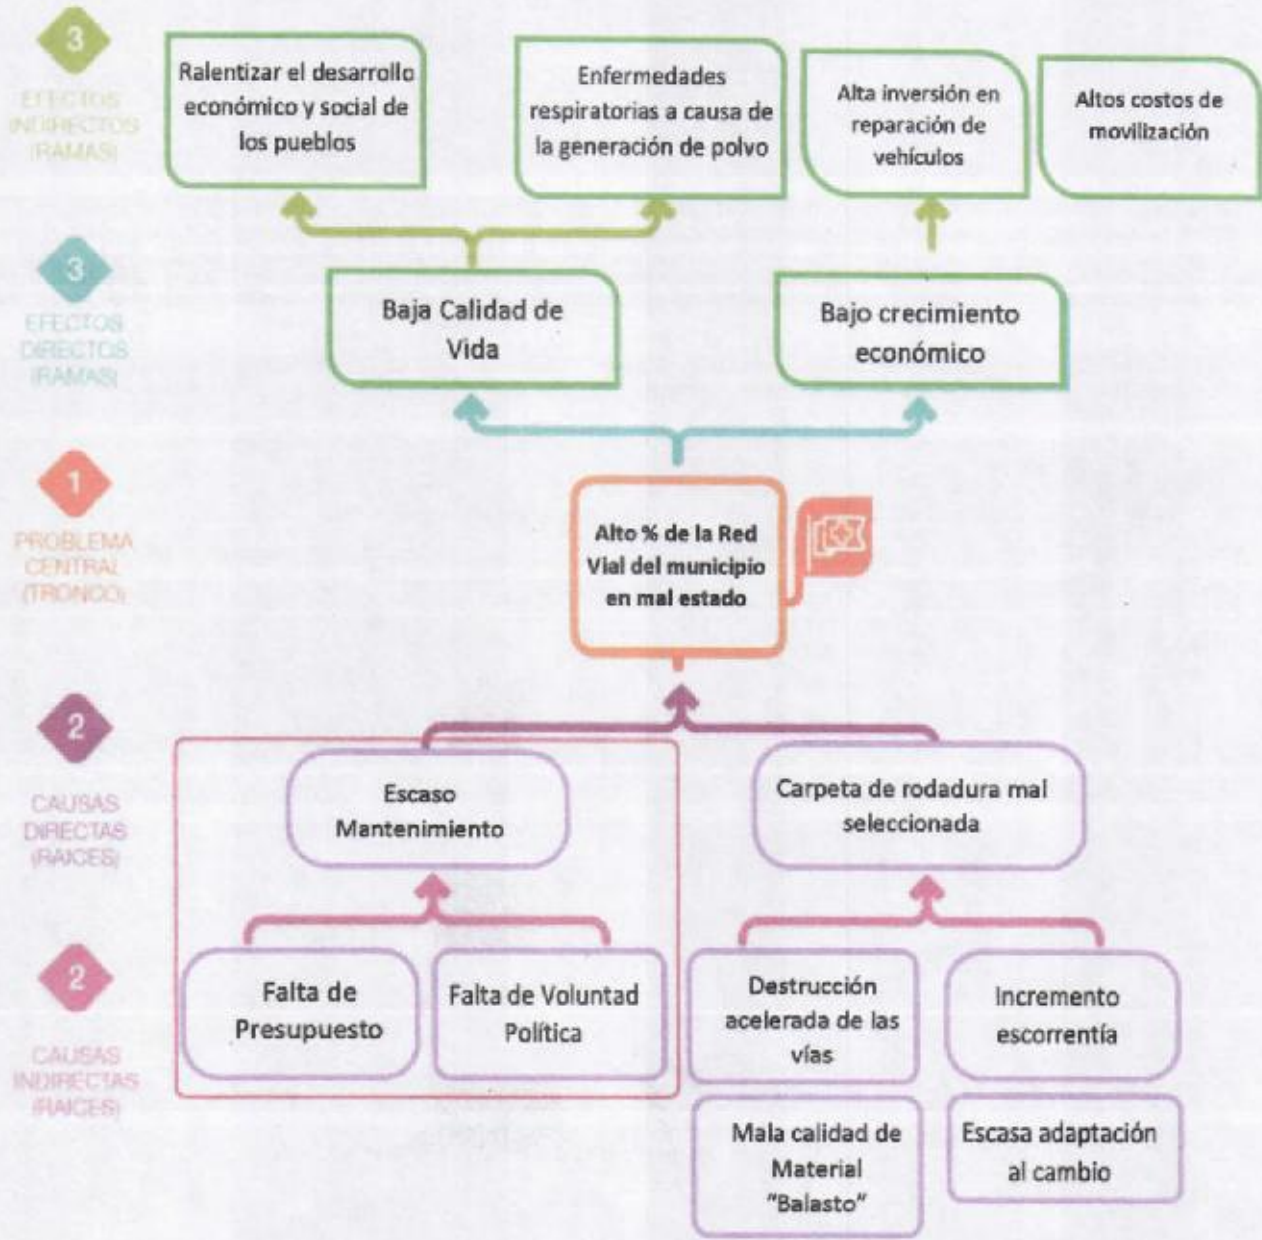 3
EFECTOS
INDIRECTOS
(RAMAS)
Ralentizar el desarrollo
económico y social de
los pueblos
Enfermedades
respiratorias a causa de
la generación de polvo
Alta inversión en
reparación de
vehículos
Altos costos de
movilización
3
EFECTOS
DIRECTOS
(RAMAS)
Baja Calidad de
Vida
Bajo crecimiento
económico
1
PROBLEMA
CENTRAL
(TRONCO)
Alto % de la Red
Vial del municipio
en mal estado
2
CAUSAS
DIRECTAS
(RAICES)
Escaso
Mantenimiento
Carpeta de rodadura mal
seleccionada
2
CAUSAS
INDIRECTAS
(RAICES)
Falta de
Presupuesto
Falta de Voluntad
Política
Destrucción
acelerada de las
vías
Incremento
escorrentía
Mala calidad de
Material
"Balasto"
Escasa adaptación
al cambio